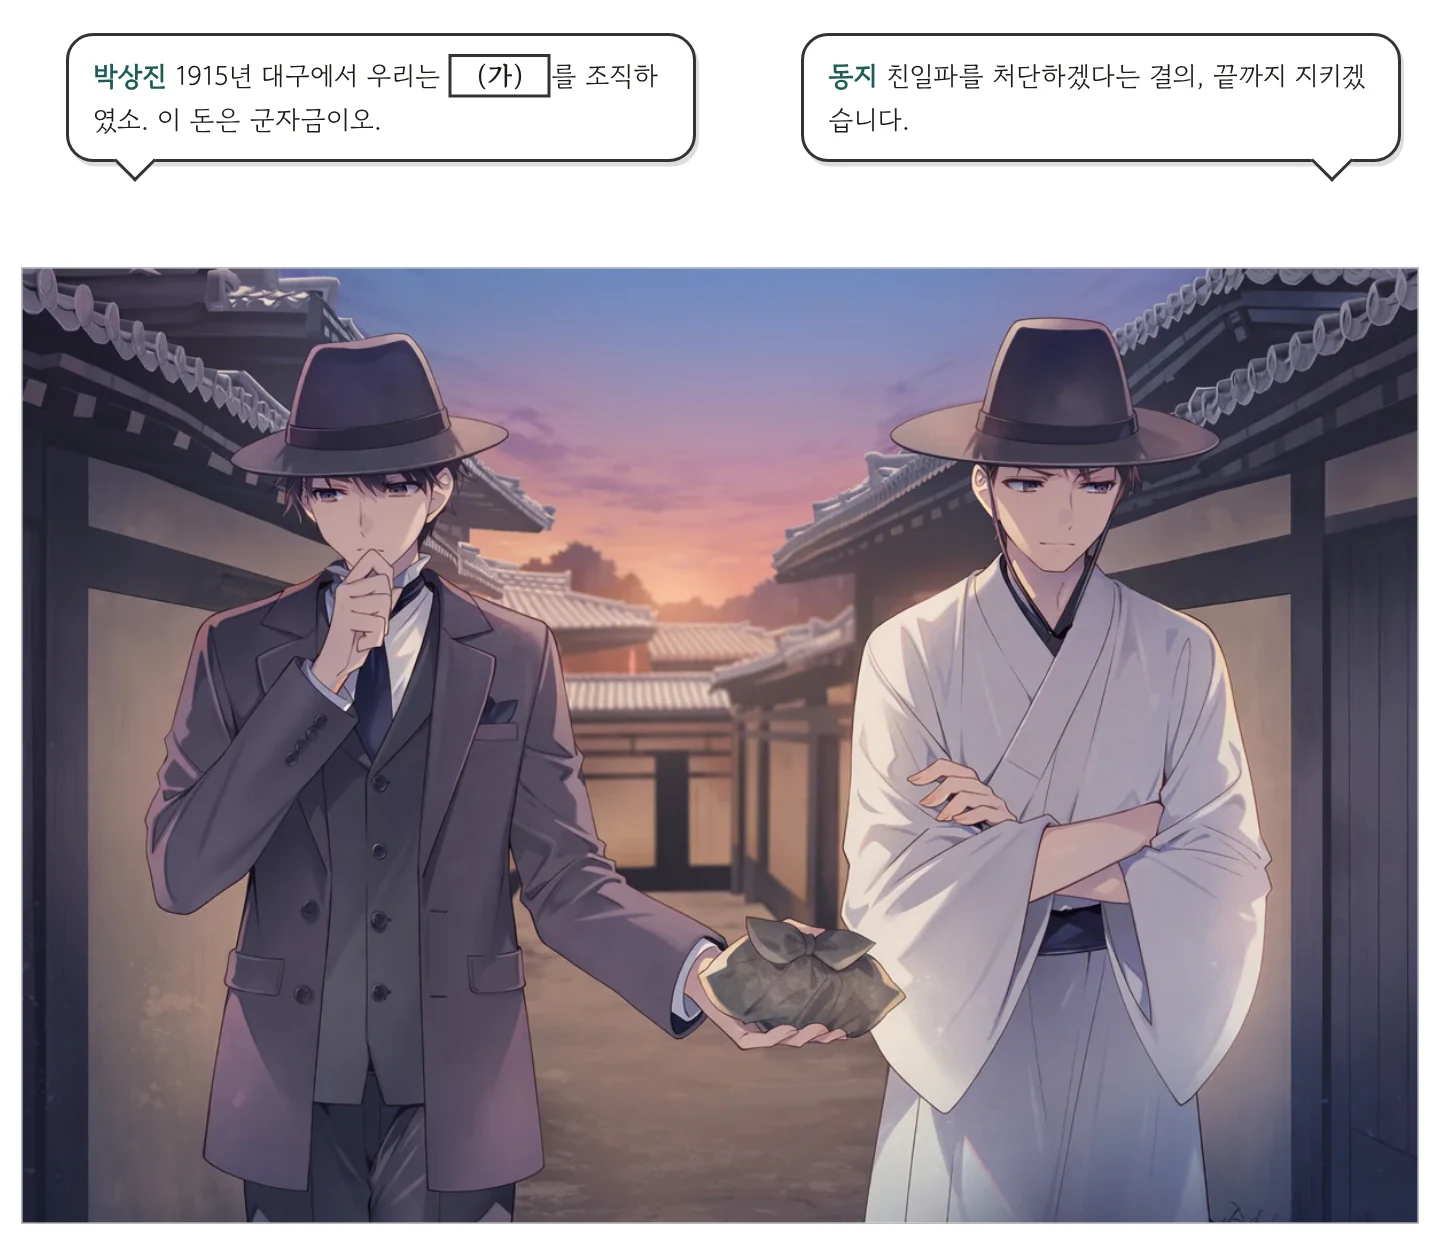 박상진 1915년 대구에서 우리는 (가)를 조직하
였소. 이 돈은 군자금이오.
동지 친일파를 처단하겠다는 결의, 끝까지 지키겠
습니다.